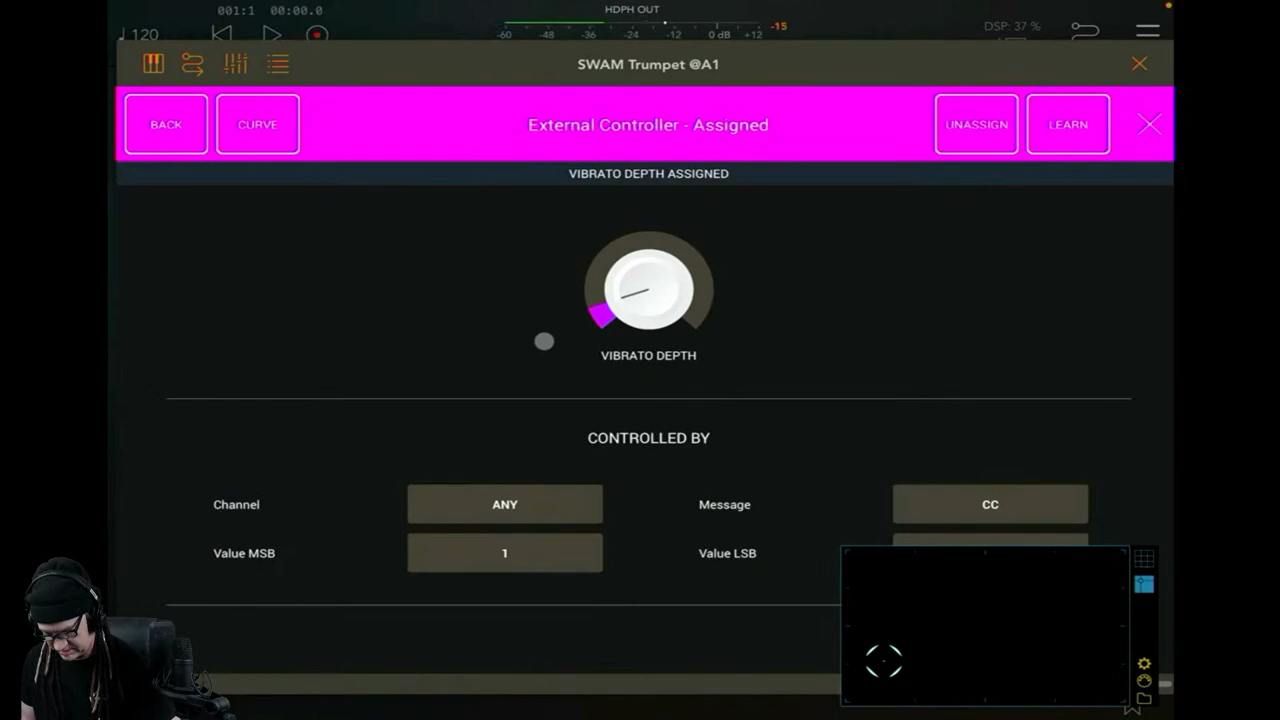 001:1 00:00.0
HDPH OUT
♩120
-60 -48 -36 -24 -12 0 dB +12
-15
DSP: 37 %
SWAM Trumpet @A1
BACK
CURVE
External Controller - Assigned
UNASSIGN
LEARN
VIBRATO DEPTH ASSIGNED
VIBRATO DEPTH
CONTROLLED BY
Channel
ANY
Message
CC
Value MSB
1
Value LSB